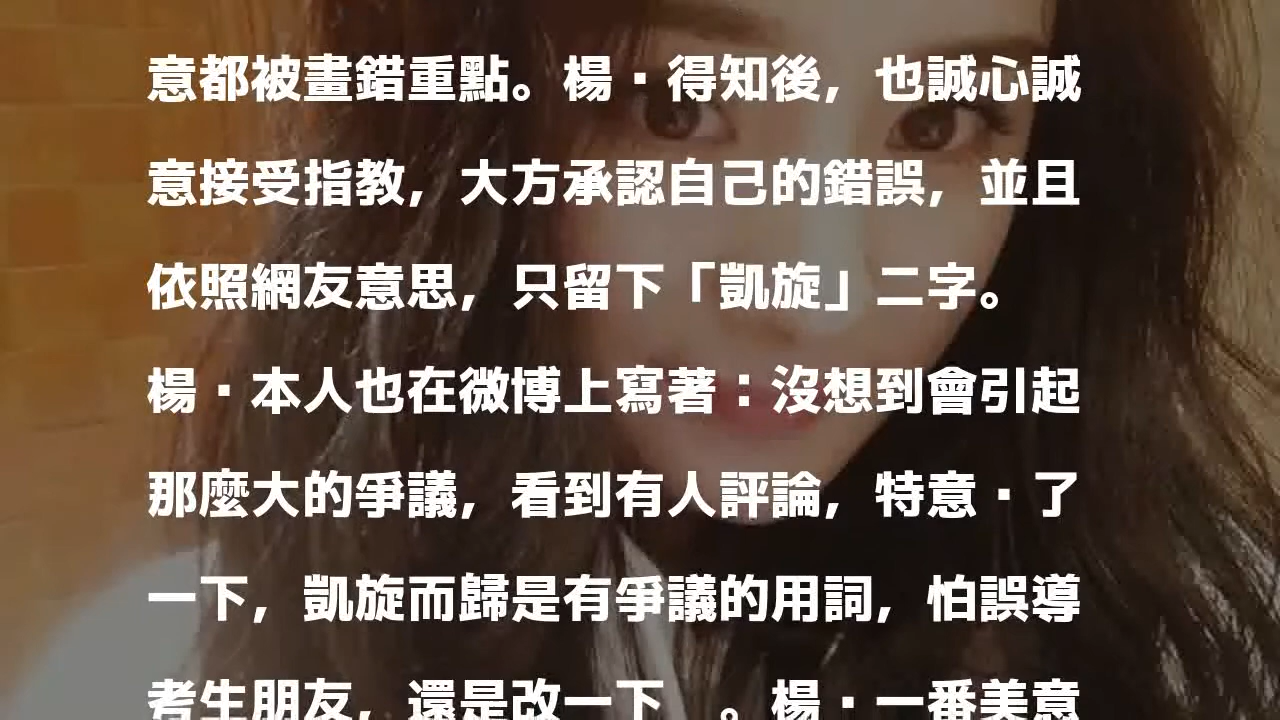 意都被畫錯重點。楊▪得知後，也誠心誠
意接受指教，大方承認自己的錯誤，並且
依照網友意思，只留下「凱旋」二字。
楊▪本人也在微博上寫著：沒想到會引起
那麼大的爭議，看到有人評論，特意▪了
一下，凱旋而歸是有爭議的用詞，怕誤導
考生朋友，還是改一下　。楊▪一番美意